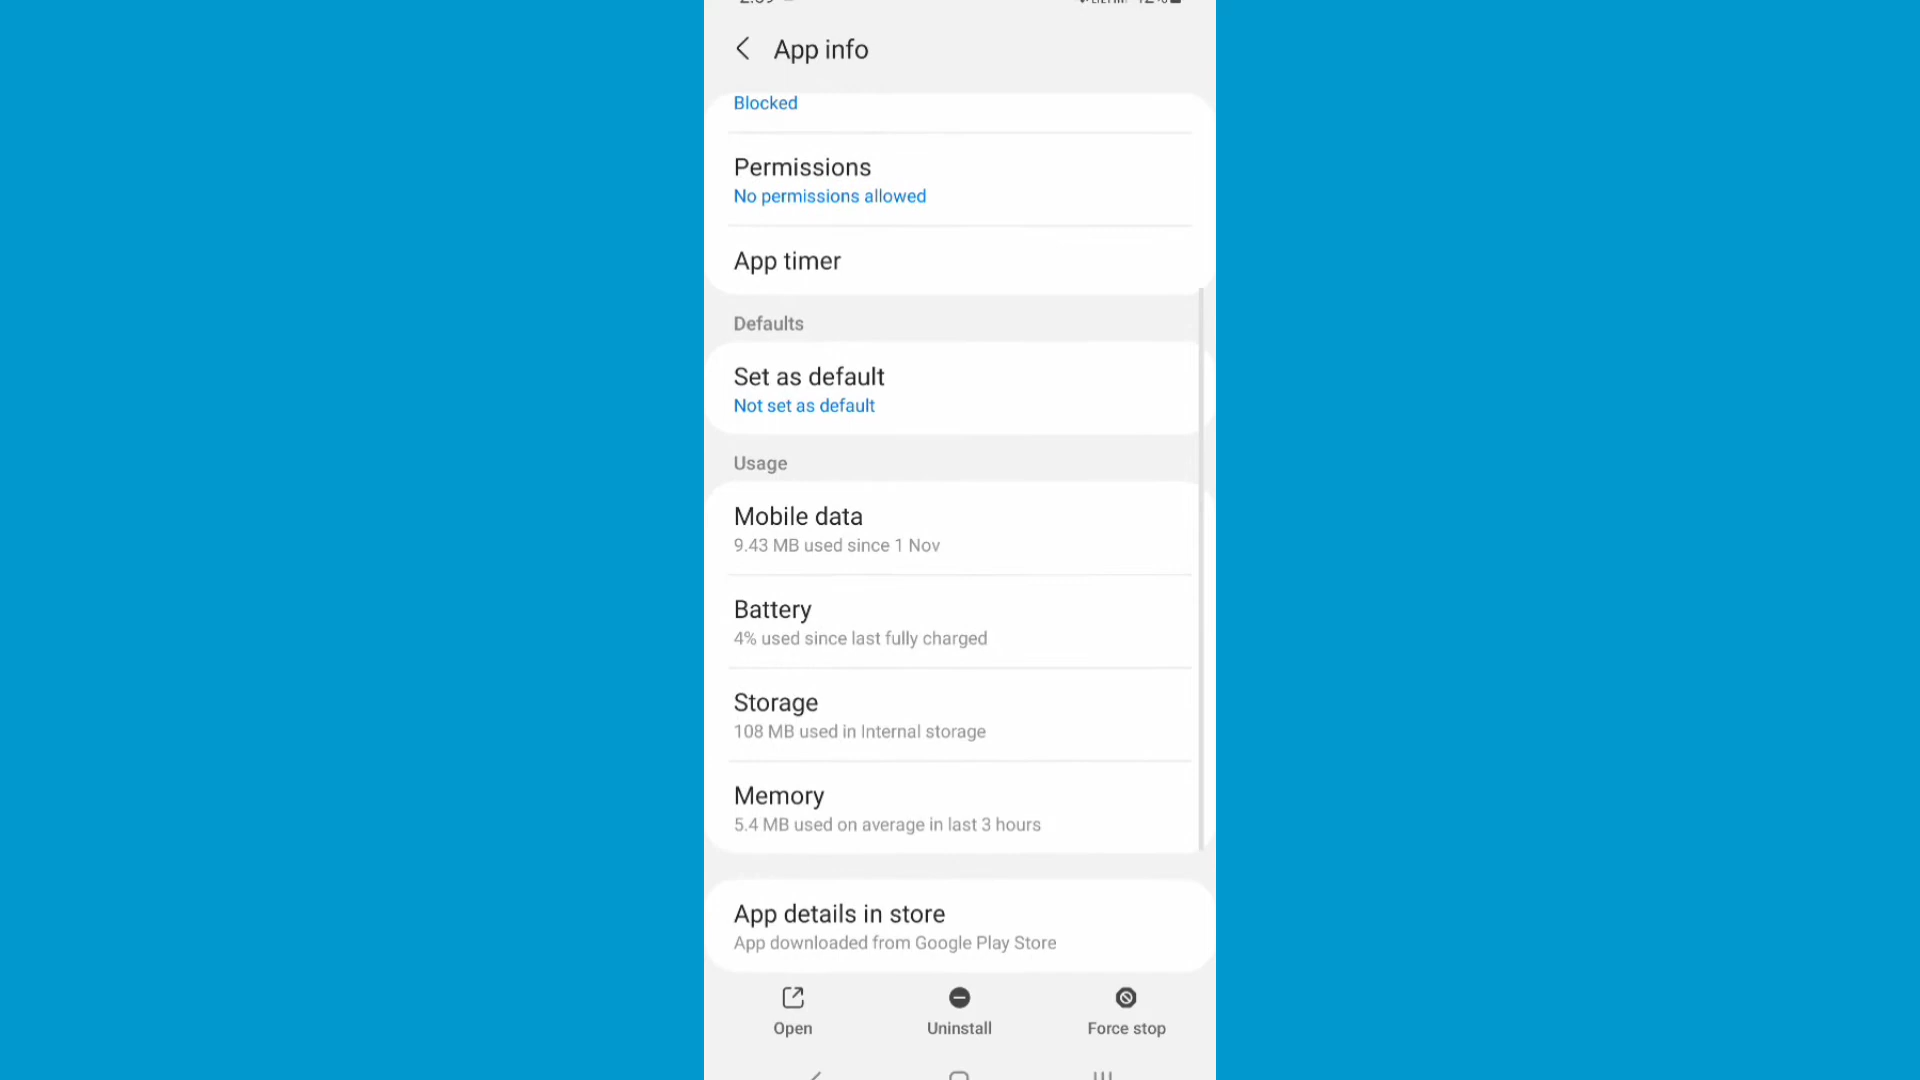 App info
Blocked
Permissions
No permissions allowed
App timer
Defaults
Set as default
Not set as default
Usage
Mobile data
9.43 MB used since 1 Nov
Battery
4% used since last fully charged
Storage
108 MB used in Internal storage
Memory
5.4 MB used on average in last 3 hours
App details in store
App downloaded from Google Play Store
Open
Uninstall
Force stop